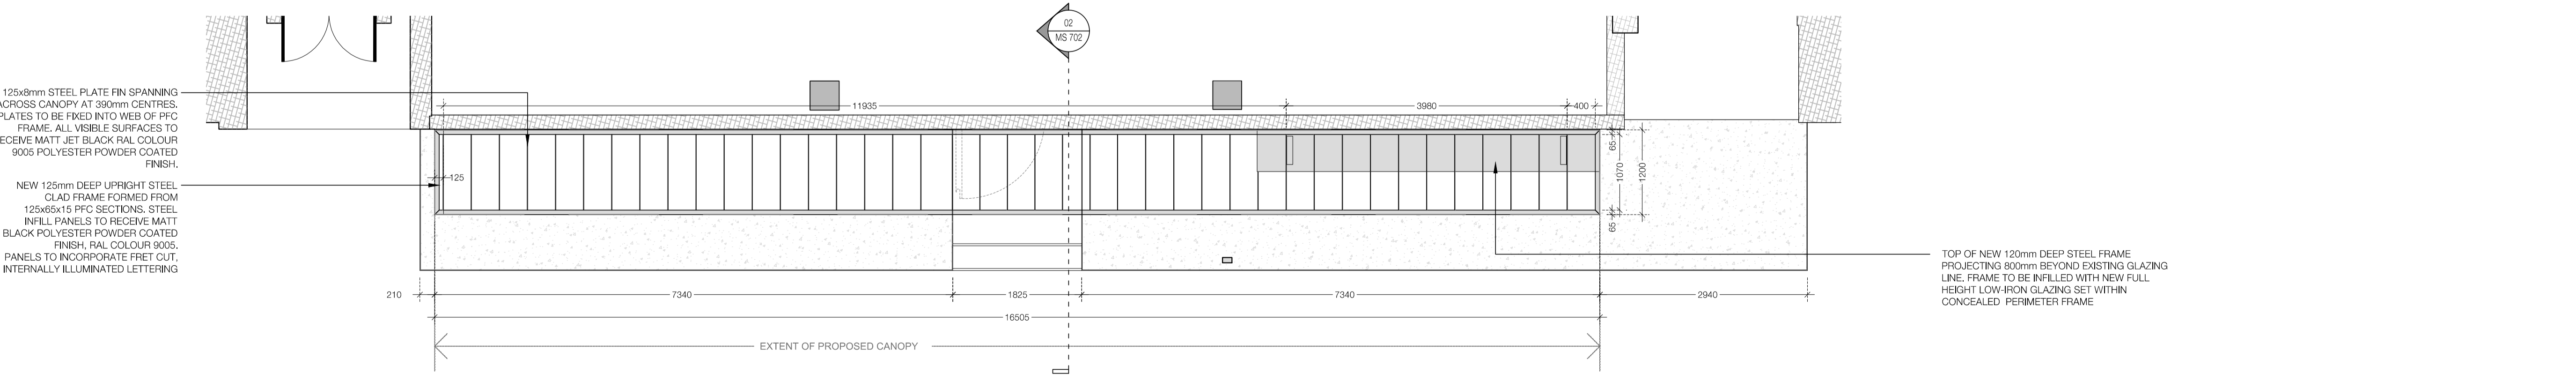 02
MS 702
125x8mm STEEL PLATE FIN SPANNING
ACROSS CANOPY AT 390mm CENTRES.
PLATES TO BE FIXED INTO WEB OF PFC
FRAME. ALL VISIBLE SURFACES TO
RECEIVE MATT JET BLACK RAL COLOUR
9005 POLYESTER POWDER COATED
FINISH.
11935
3980
400
65
1070
1200
65
125
NEW 125mm DEEP UPRIGHT STEEL
CLAD FRAME FORMED FROM
125x65x15 PFC SECTIONS. STEEL
INFILL PANELS TO RECEIVE MATT
BLACK POLYESTER POWDER COATED
FINISH, RAL COLOUR 9005.
PANELS TO INCORPORATE FRET CUT,
INTERNALLY ILLUMINATED LETTERING
TOP OF NEW 120mm DEEP STEEL FRAME
PROJECTING 800mm BEYOND EXISTING GLAZING
LINE. FRAME TO BE INFILLED WITH NEW FULL
HEIGHT LOW-IRON GLAZING SET WITHIN
CONCEALED PERIMETER FRAME
210
7340
1825
7340
2940
16505
EXTENT OF PROPOSED CANOPY